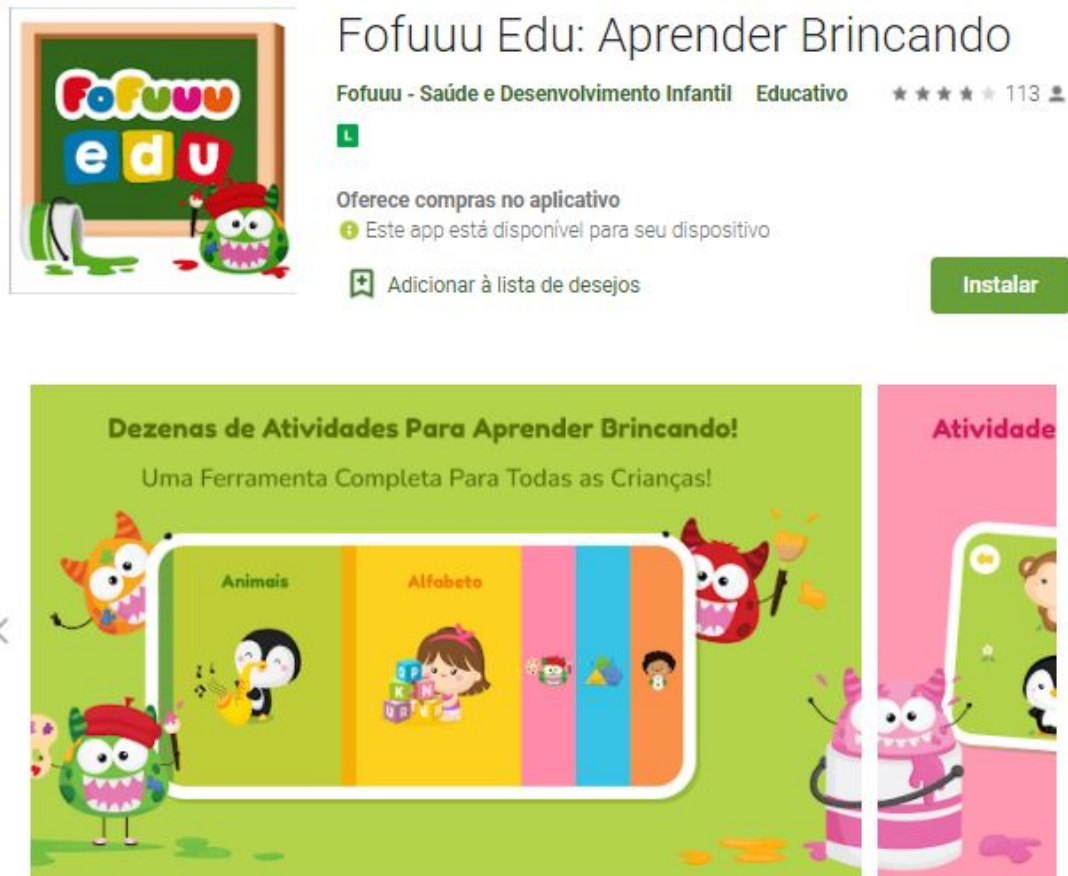 FoFuuu
edu
Fofuuu Edu: Aprender Brincando
Fofuuu - Saúde e Desenvolvimento Infantil Educativo 113
L
Oferece compras no aplicativo
Este app está disponível para seu dispositivo
Adicionar à lista de desejos
Instalar
Dezenas de Atividades Para Aprender Brincando!
Uma Ferramenta Completa Para Todas as Crianças!
Animais
Alfabeto
Atividade